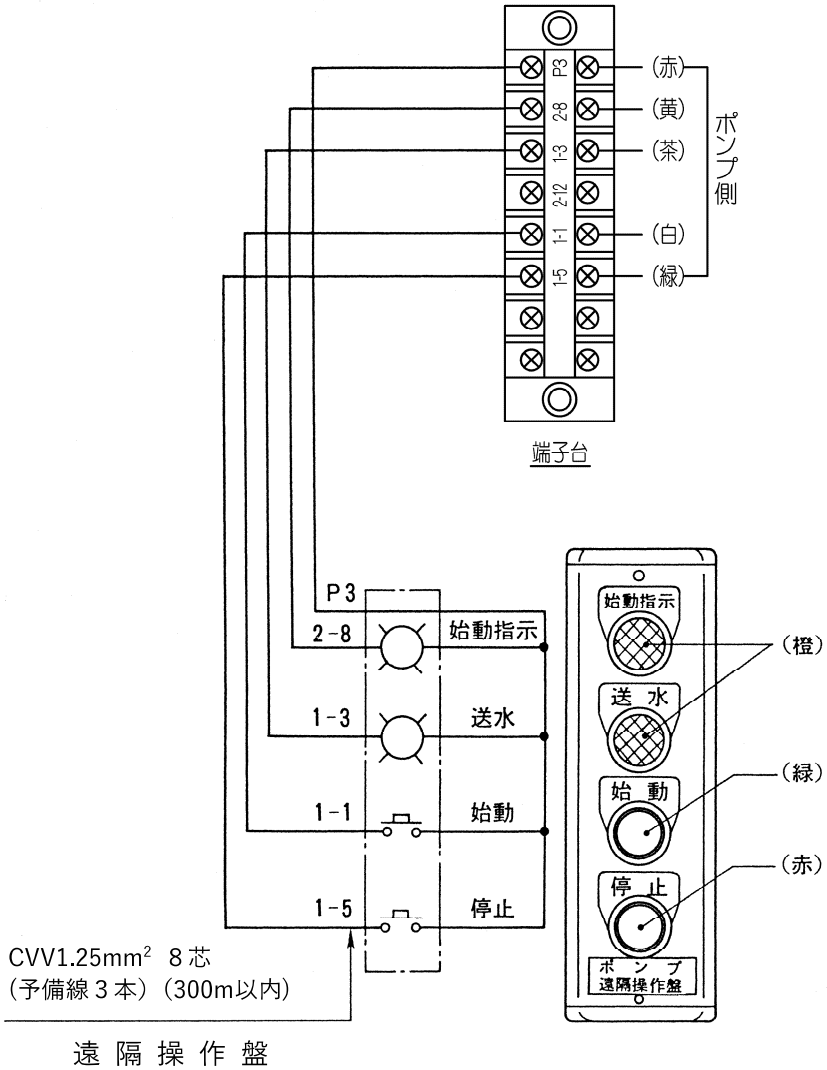 P3
2-8
1-3
2-12
1-1
1-5
(赤)
(黄)
(茶)
(白)
(緑)
ポンプ側
端子台
P3
2-8
始動指示
1-3
送水
1-1
始動
1-5
停止
CVV1.25mm² 8芯
(予備線3本)(300m以内)
遠隔操作盤
始動指示
送水
始動
停止
ポンプ
遠隔操作盤
(橙)
(緑)
(赤)